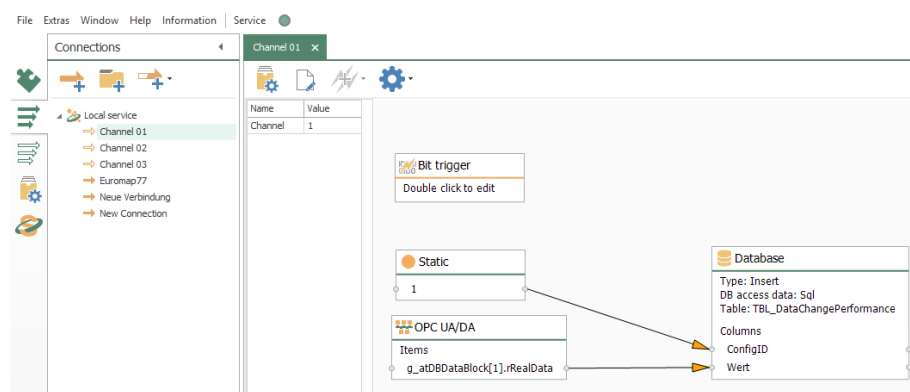 File Extras Window Help Information Service
Connections
Channel 01
Name Value
Channel 1
Local service
Channel 01
Channel 02
Channel 03
Euromap77
Neue Verbindung
New Connection
Bit trigger
Double click to edit
Static
1
OPC UA/DA
Items
g_atDBDataBlock[1].rRealData
Database
Type: Insert
DB access data: Sql
Table: TBL_DataChangePerformance
Columns
ConfigID
Wert